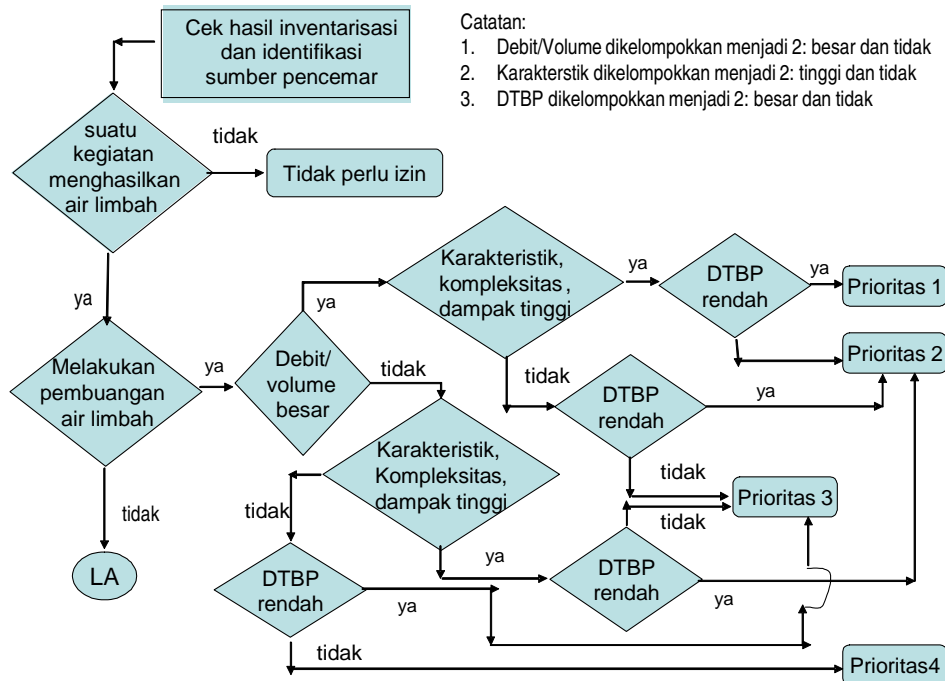 Cek hasil inventarisasi
dan identifikasi
sumber pencemar
Catatan:
1. Debit/Volume dikelompokkan menjadi 2: besar dan tidak
2. Karakterstik dikelompokkan menjadi 2: tinggi dan tidak
3. DTBP dikelompokkan menjadi 2: besar dan tidak
suatu
kegiatan
menghasilkan
air limbah
tidak
Tidak perlu izin
ya
Melakukan
pembuangan
air limbah
ya
tidak
LA
Debit/
volume
besar
ya
tidak
Karakteristik,
kompleksitas,
dampak tinggi
ya
tidak
DTBP
rendah
ya
Prioritas 1
Prioritas 2
DTBP
rendah
ya
tidak
Prioritas 3
tidak
Karakteristik,
Kompleksitas,
dampak tinggi
tidak
ya
DTBP
rendah
ya
DTBP
rendah
ya
tidak
Prioritas4